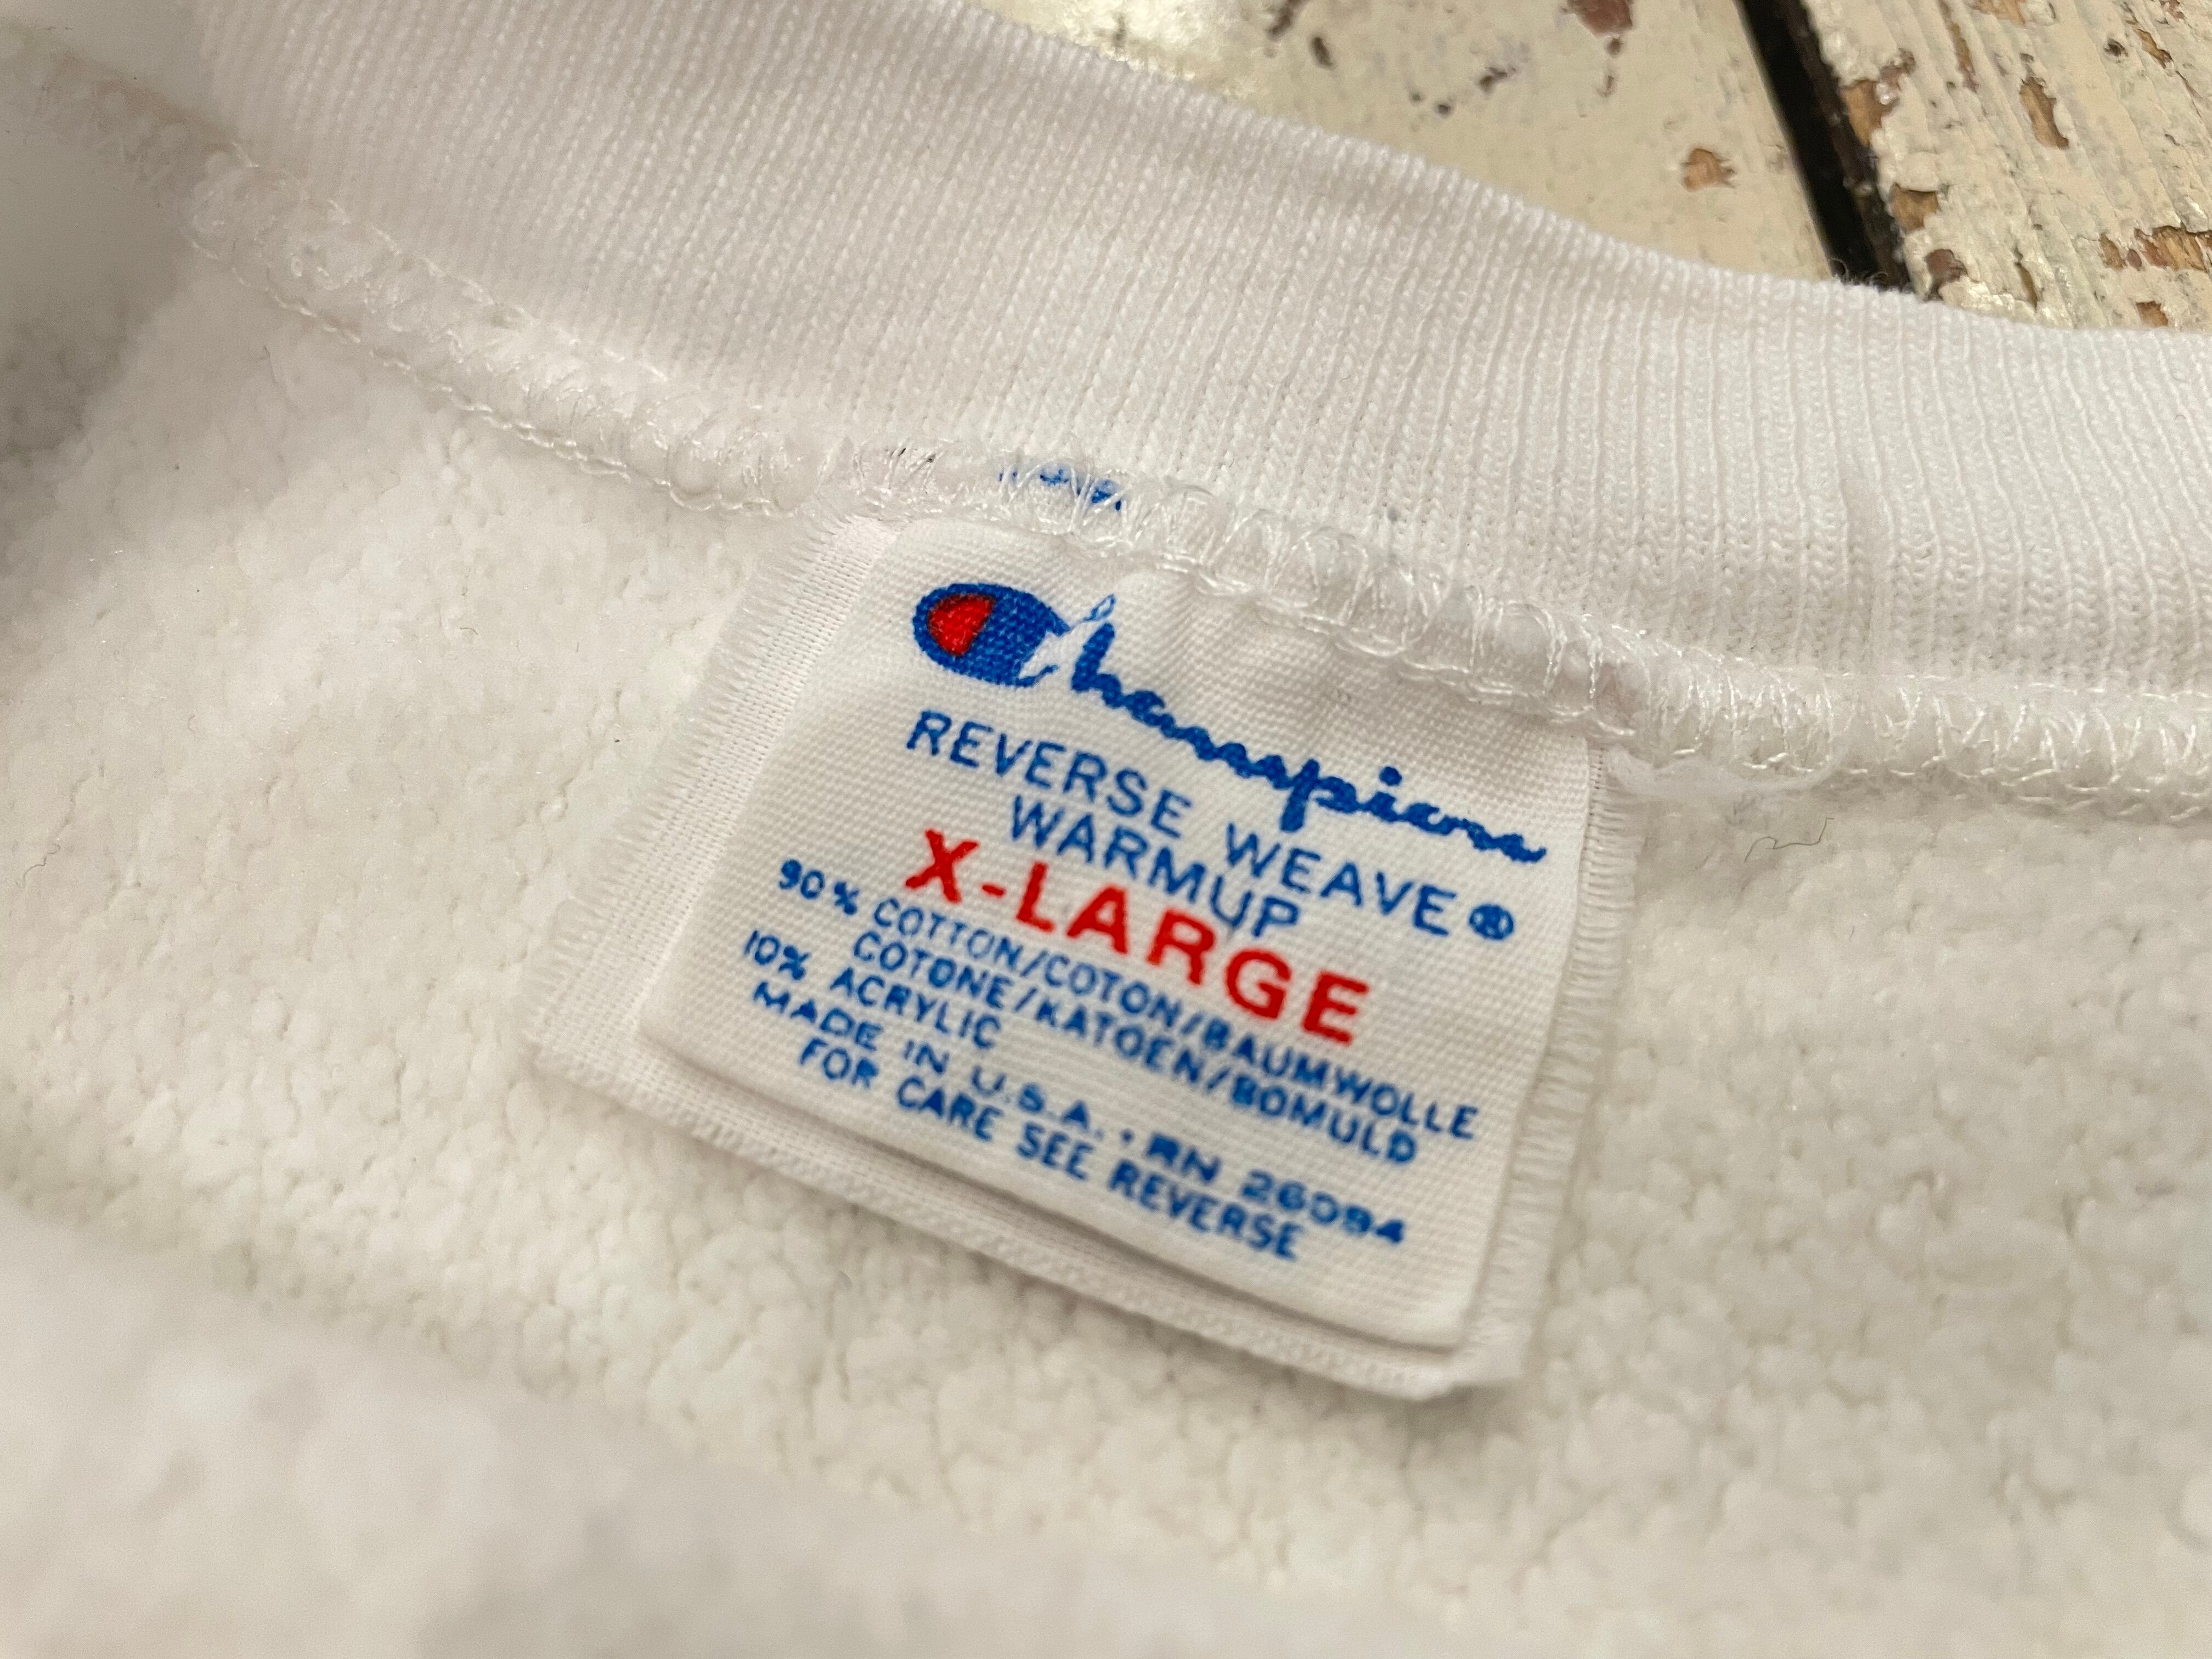 Champion
REVERSE WEAVE®
WARMUP
X-LARGE
90% COTTON/COTON/BAUMWOLLE
COTONE/KATOEN/BOMULD
10% ACRYLIC
MADE IN U.S.A. • RN 26094
FOR CARE SEE REVERSE